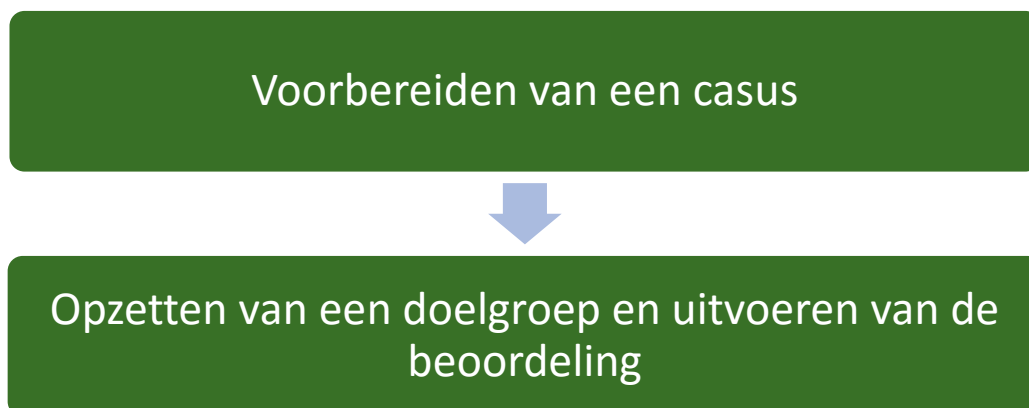 Voorbereiden van een casus
Opzetten van een doelgroep en uitvoeren van de
beoordeling